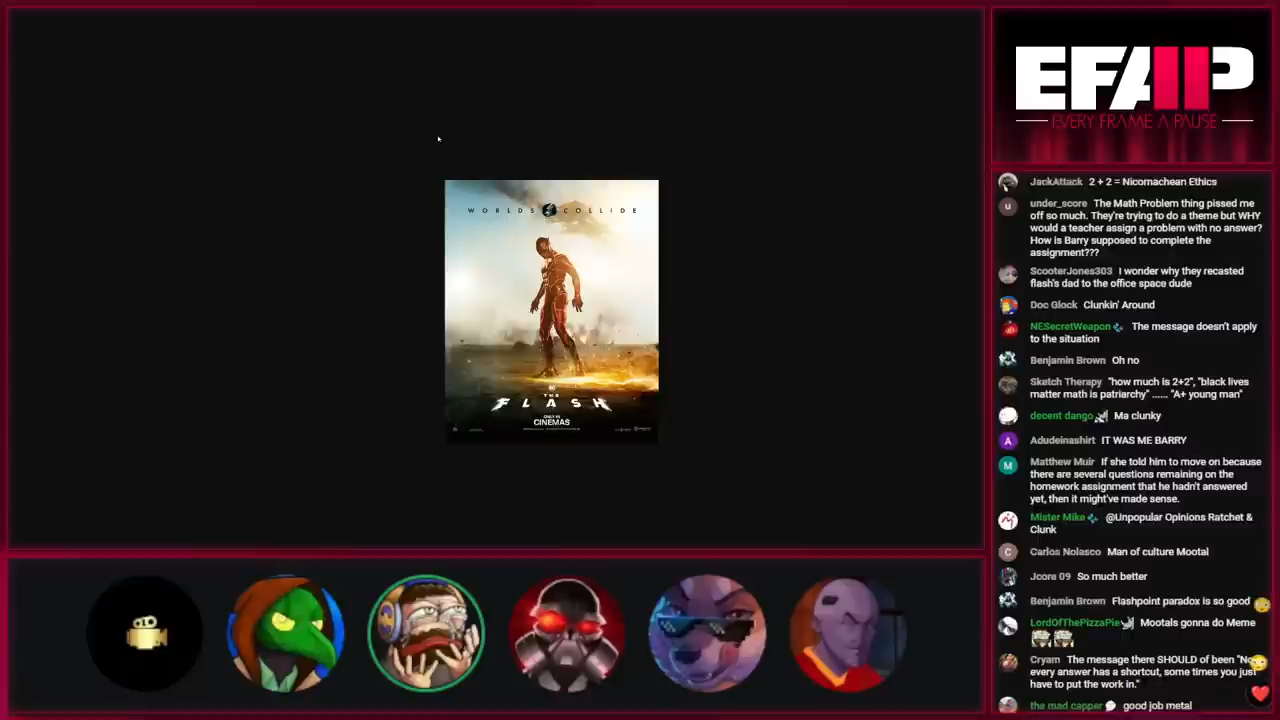 WORLDS COLLIDE
DC
THE
FLASH
ONLY IN
CINEMAS
EFAP
EVERY FRAME A PAUSE
JackAttack 2 + 2 = Nicomachean Ethics
under_score The Math Problem thing pissed me
off so much. They're trying to do a theme but WHY
would a teacher assign a problem with no answer?
How is Barry supposed to complete the
assignment???
ScooterJones303 I wonder why they recasted
flash's dad to the office space dude
Doc Glock Clunkin' Around
NESecretWeapon The message doesn't apply
to the situation
Benjamin Brown Oh no
Sketch Therapy "how much is 2+2", "black lives
matter math is patriarchy" ...... "A+ young man"
decent dango Ma clunky
Adudeinashirt IT WAS ME BARRY
Matthew Muir If she told him to move on because
there are several questions remaining on the
homework assignment that he hadn't answered
yet, then it might've made sense.
Mister Mike @Unpopular Opinions Ratchet &
Clunk
Carlos Nolasco Man of culture Mootal
Jcore 09 So much better
Benjamin Brown Flashpoint paradox is so good
LordOfThePizzaPie Mootals gonna do Meme
Cryam The message there SHOULD of been
every answer has a shortcut, some times you just
have to put the work in."
the mad capper good job metal